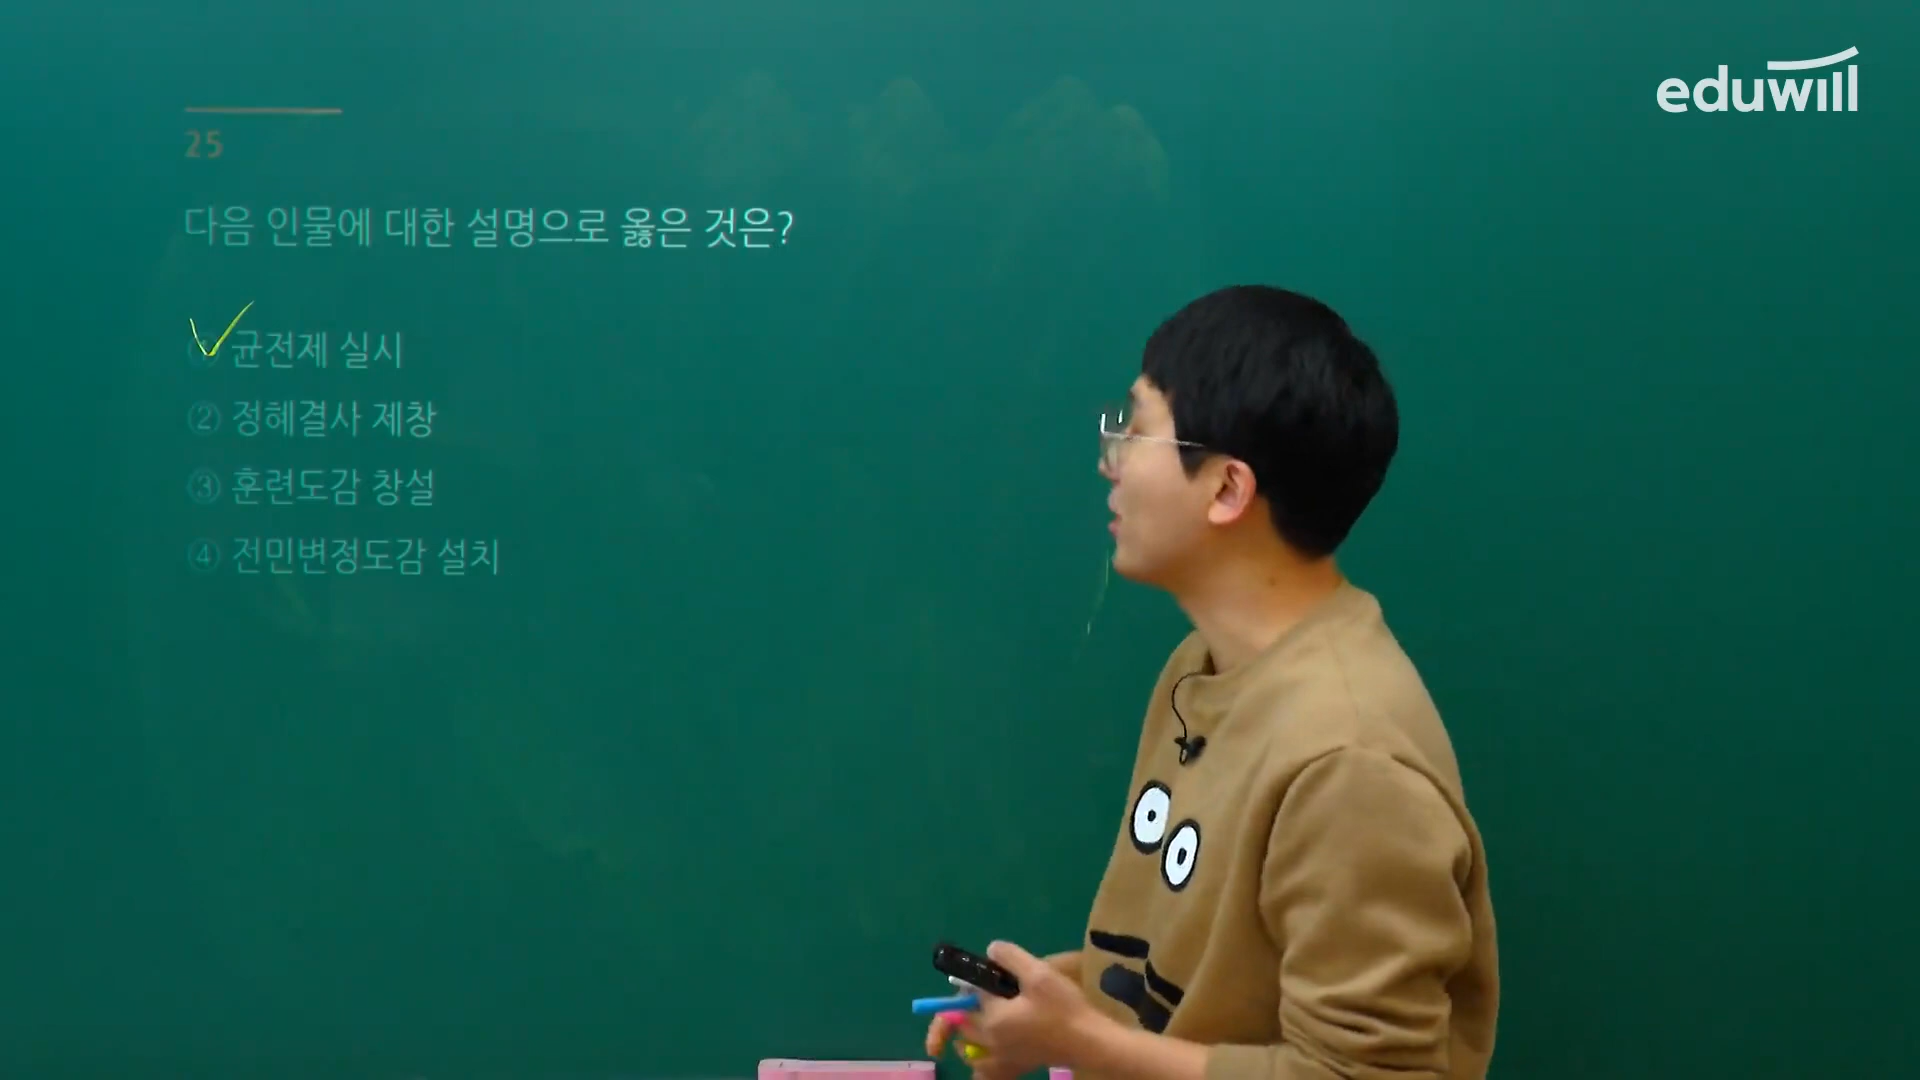 eduwill
25
다음 인물에 대한 설명으로 옳은 것은?
① 균전제 실시
② 정혜결사 제창
③ 훈련도감 창설
④ 전민변정도감 설치